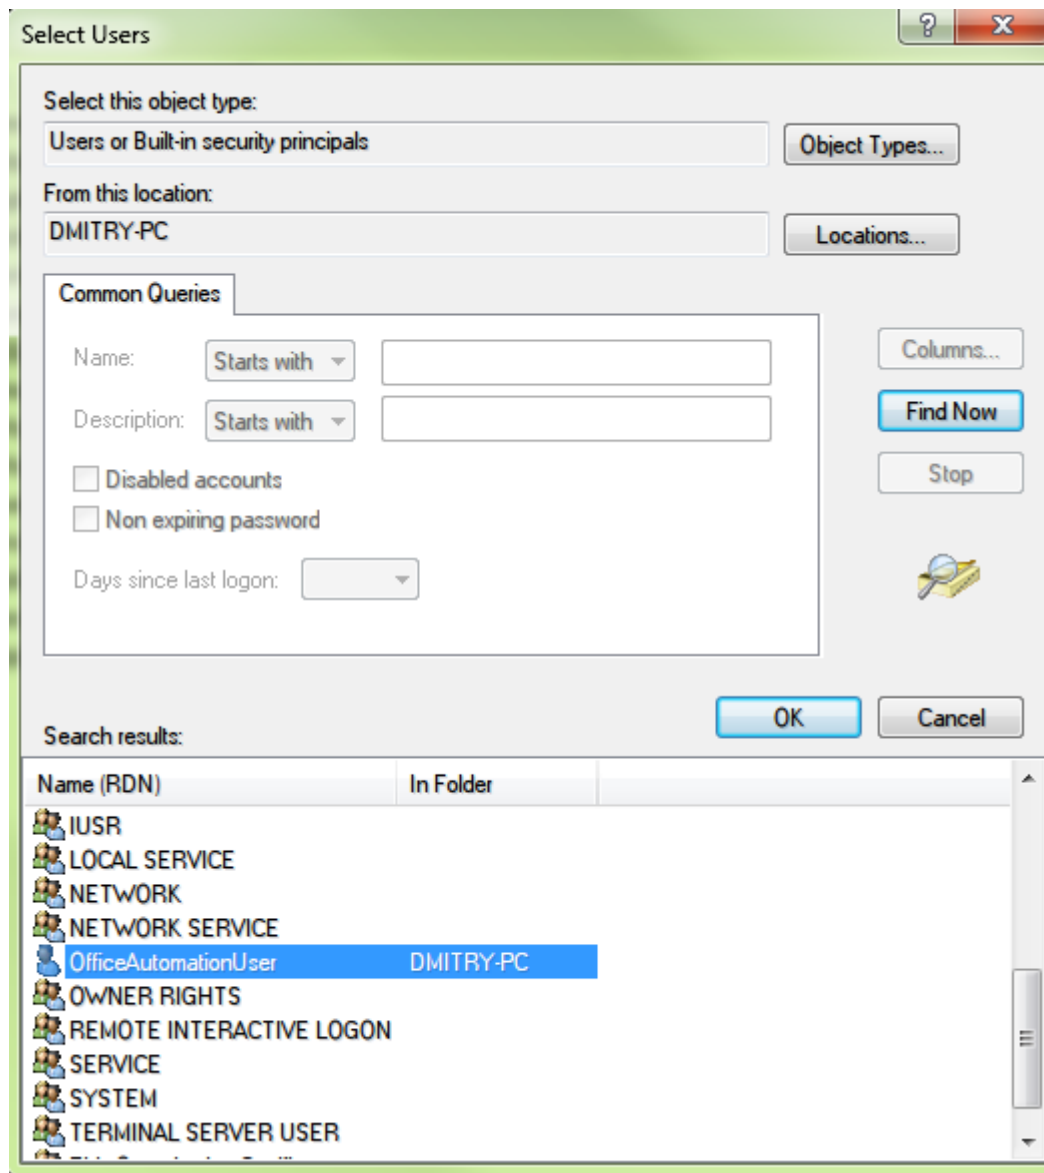 Select Users
Select this object type:
Users or Built-in security principals
Object Types...
From this location:
DMITRY-PC
Locations...
Common Queries
Name: Starts with
Columns...
Description: Starts with
Find Now
Disabled accounts
Stop
Non expiring password
Days since last logon:
OK Cancel
Search results:
Name (RDN) In Folder
IUSR
LOCAL SERVICE
NETWORK
NETWORK SERVICE
OfficeAutomationUser DMITRY-PC
OWNER RIGHTS
REMOTE INTERACTIVE LOGON
SERVICE
SYSTEM
TERMINAL SERVER USER